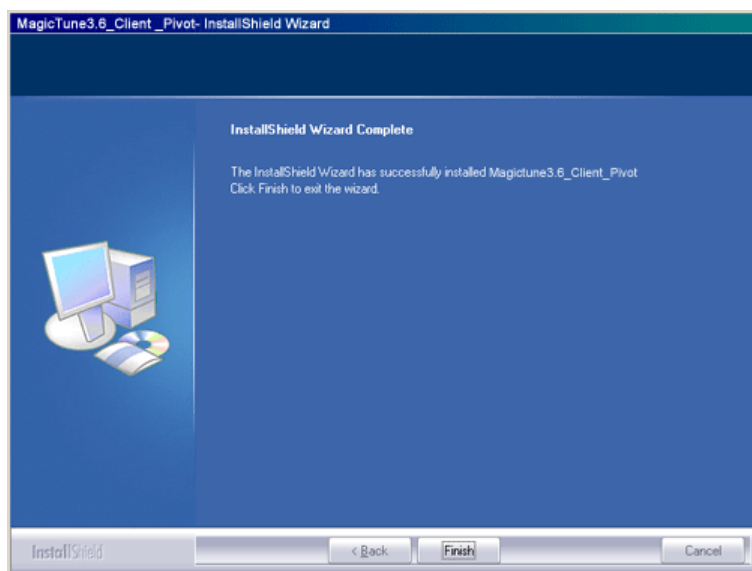 MagicTune3.6_Client _Pivot- InstallShield Wizard
InstallShield Wizard Complete
The InstallShield Wizard has successfully installed Magictune3.6_Client_Pivot
Click Finish to exit the wizard.
InstallShield
< Back
Finish
Cancel